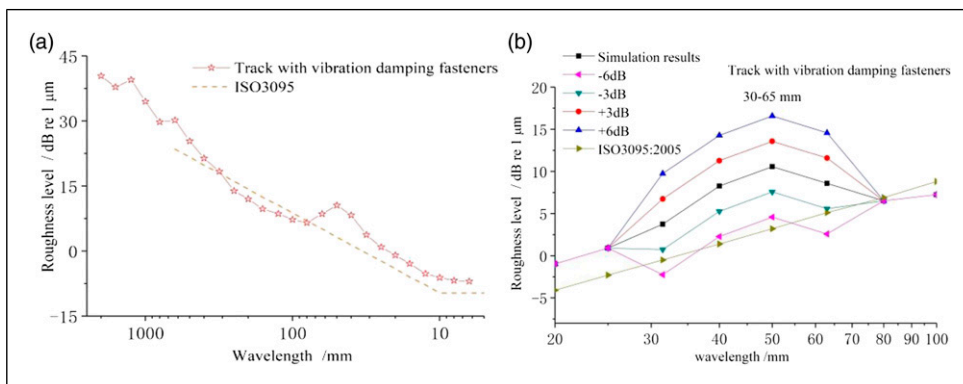 (a)
45
30
15
0
−15
Roughness level / dB re 1 μm
Track with vibration damping fasteners
ISO3095
1000
100
10
Wavelength /mm
(b)
Simulation results
-6dB
-3dB
+3dB
+6dB
ISO3095:2005
Track with vibration damping fasteners
30-65 mm
20
15
10
5
0
−5
Roughness level / dB re 1 μm
20
30
40
50
60
70
80
90
100
wavelength /mm